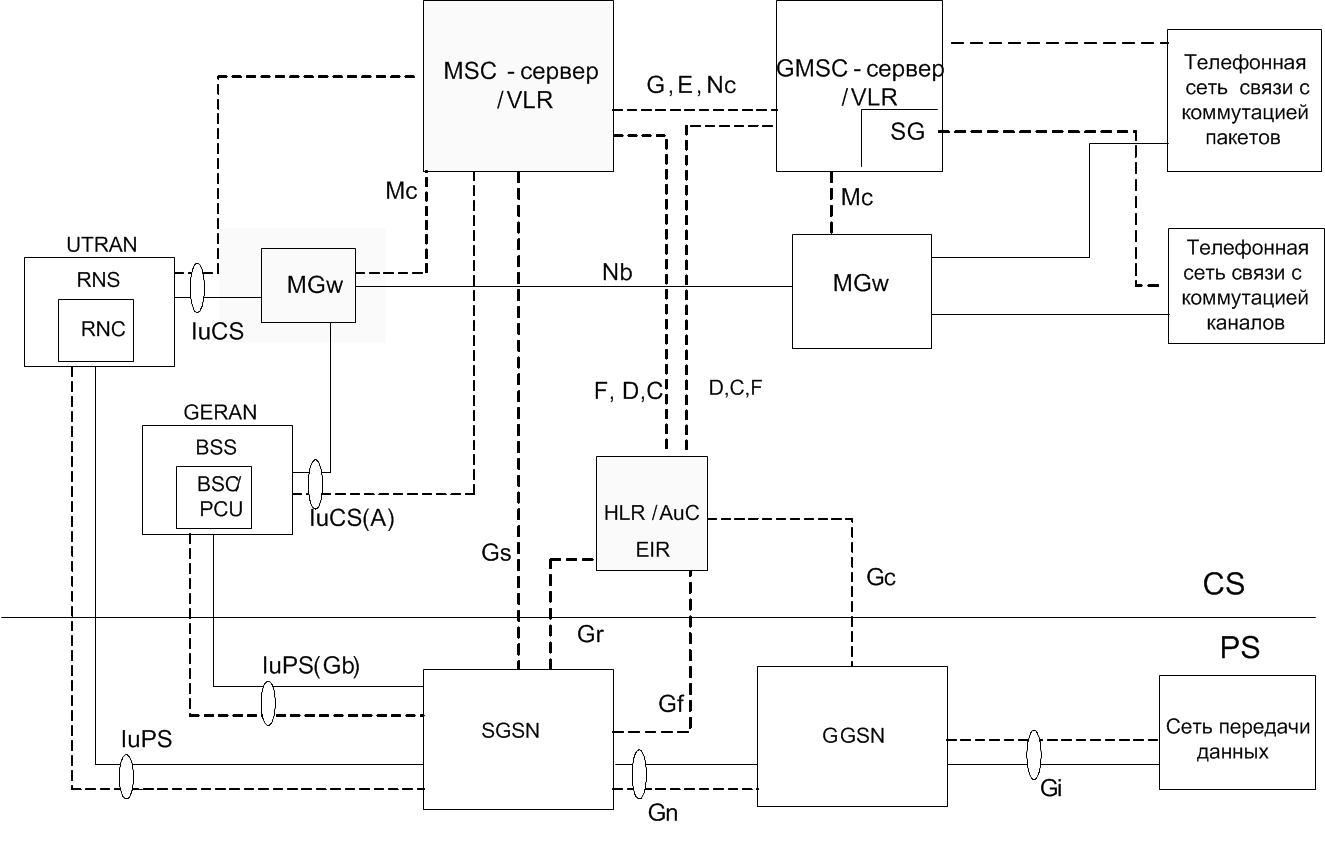 MSC - сервер
/VLR
G, E, Nc
GMSC - сервер
/VLR
SG
Телефонная
сеть связи с
коммутацией
пакетов
Mc
Mc
UTRAN
RNS
RNC
IuCS
MGw
Nb
MGw
Телефонная
сеть связи с
коммутацией
каналов
F, D,C
D,C,F
GERAN
BSS
BSC/
PCU
IuCS(A)
HLR /AuC
EIR
Gs
Gc
CS
Gr
PS
IuPS(Gb)
Gf
IuPS
SGSN
GGSN
Сеть передачи
данных
Gn
Gi